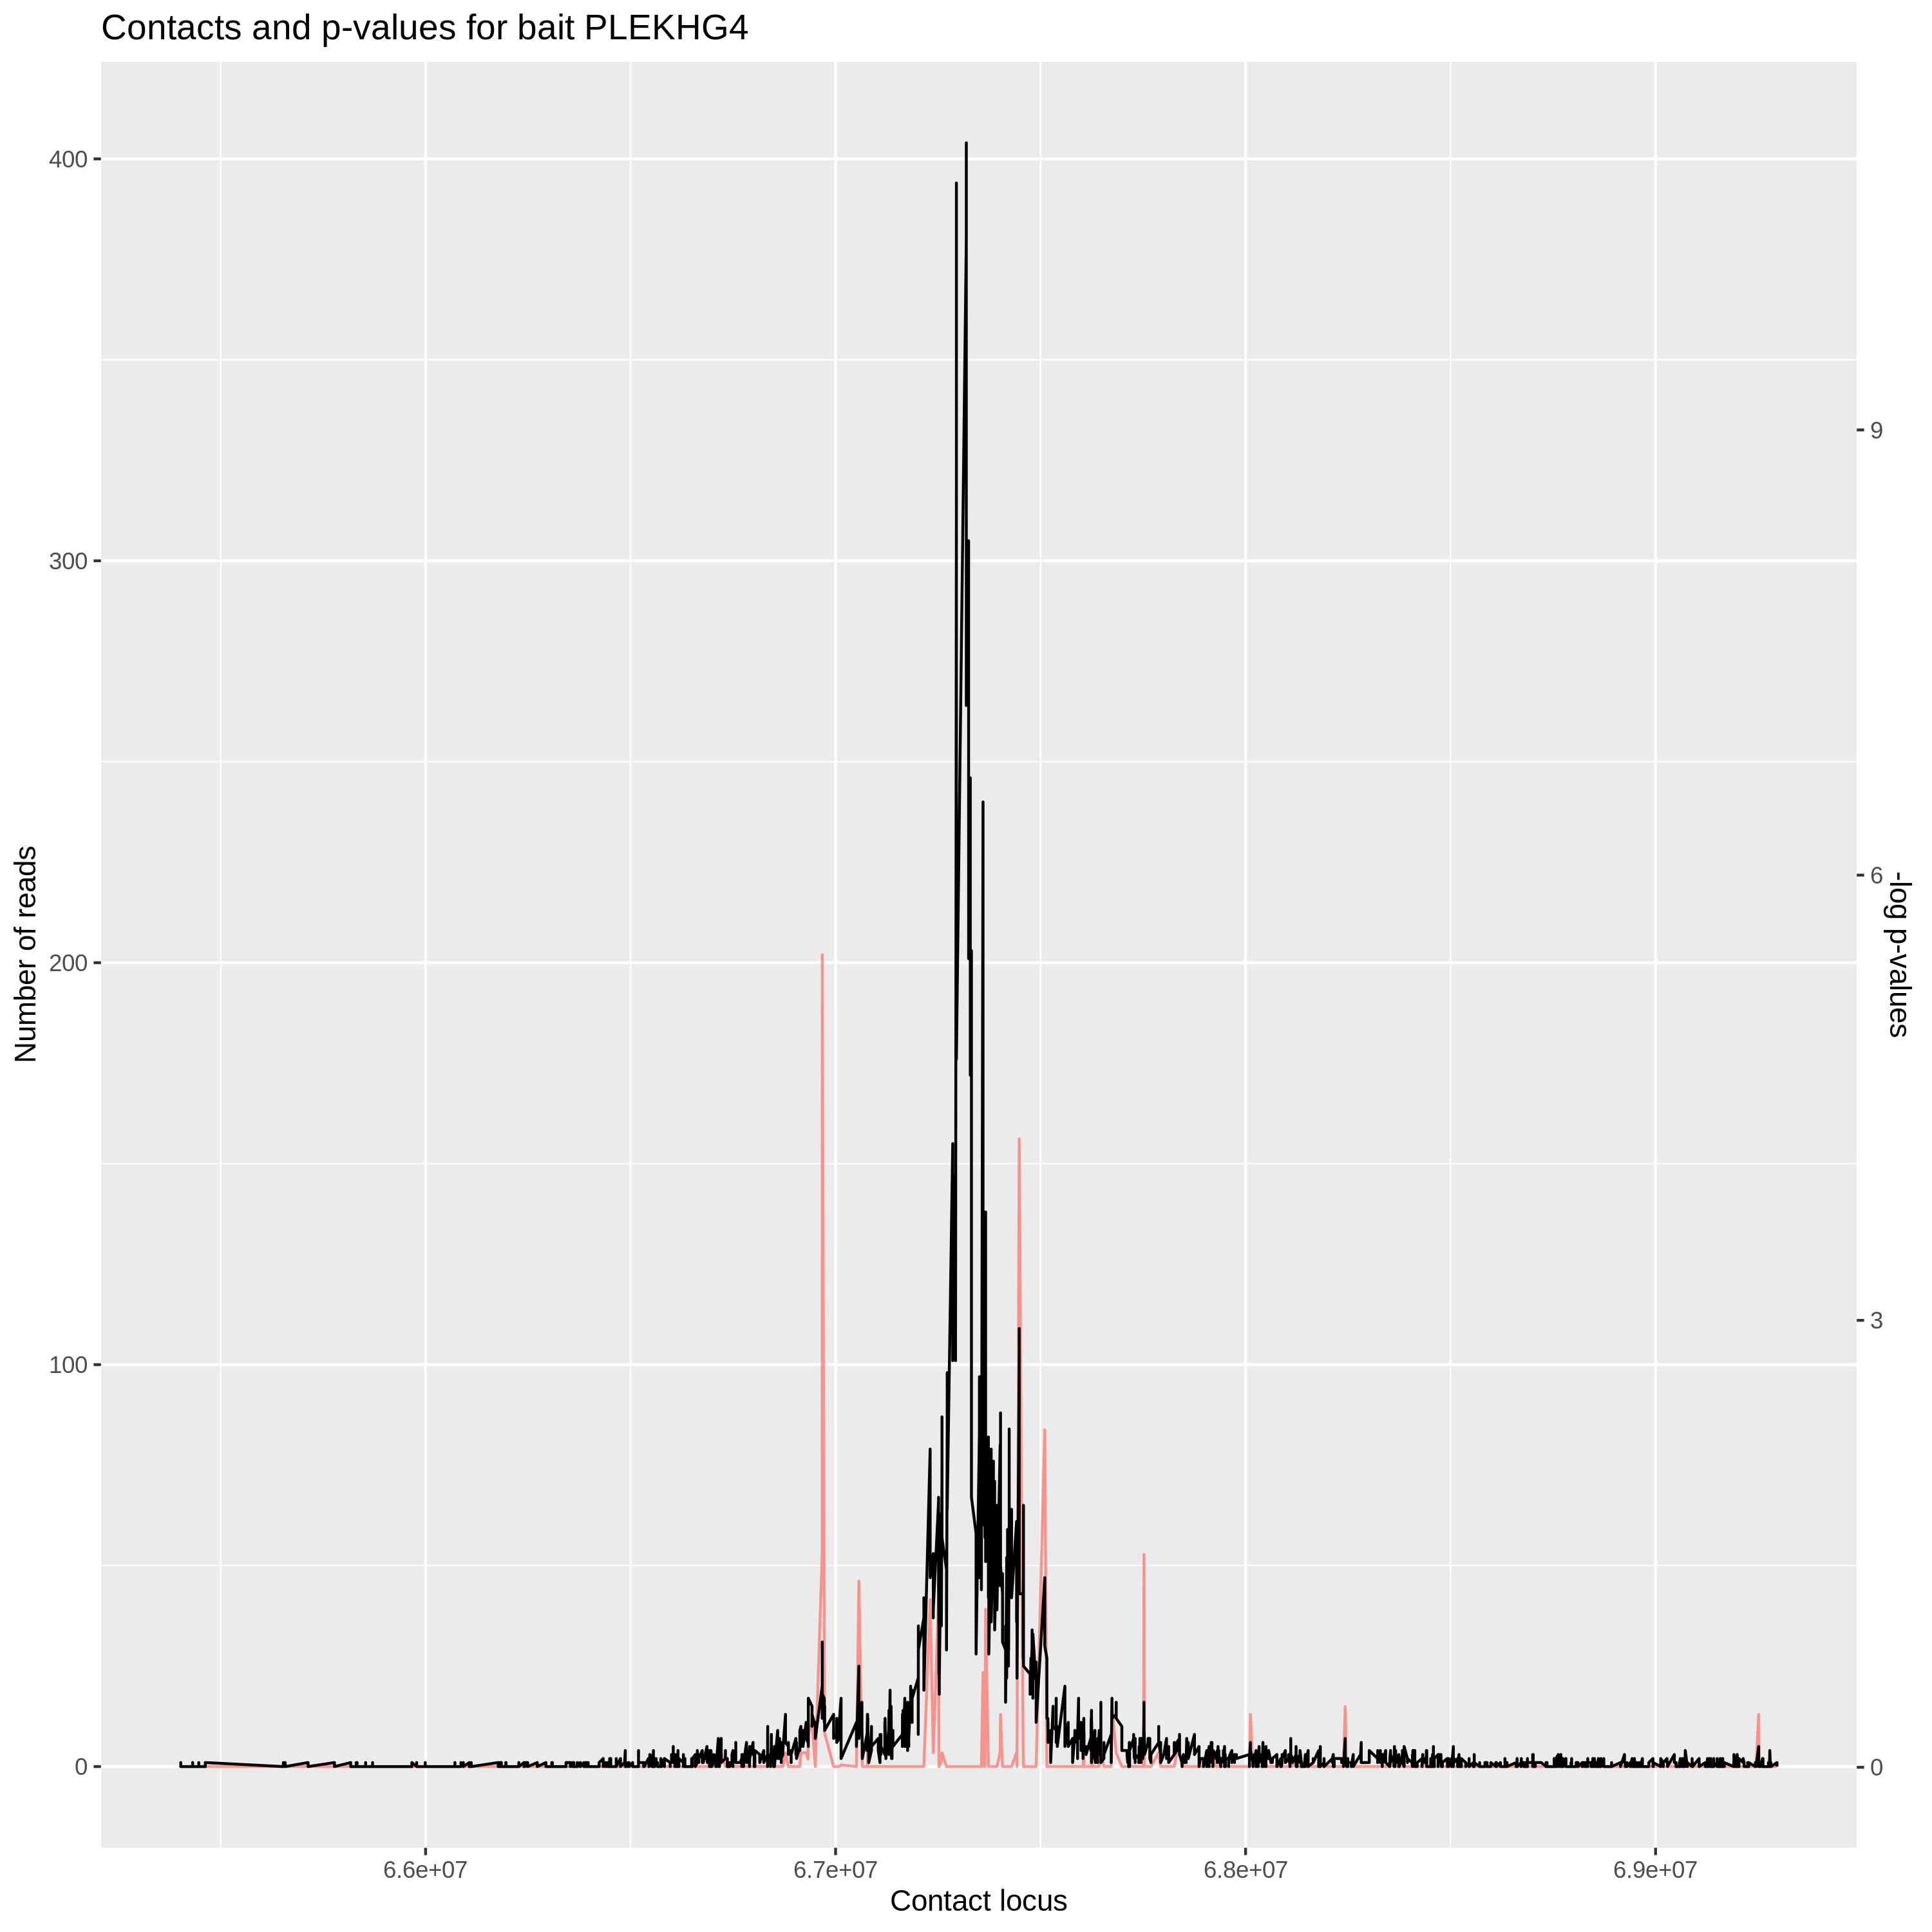 Contacts and p-values for bait PLEKHG4
400
300
200
100
0
Number of reads
9
6
3
0
-log p-values
6.6e+07
6.7e+07
6.8e+07
6.9e+07
Contact locus